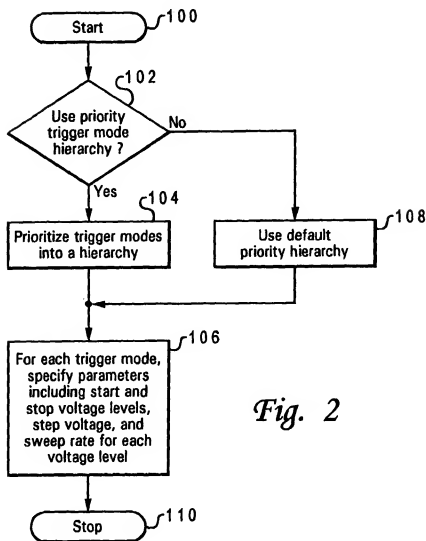 100
Start
102
Use priority
trigger mode
hierarchy ?
No
Yes
104
Prioritize trigger modes
into a hierarchy
108
Use default
priority hierarchy
106
For each trigger mode,
specify parameters
including start and
stop voltage levels,
step voltage, and
sweep rate for each
voltage level
Fig. 2
Stop
110